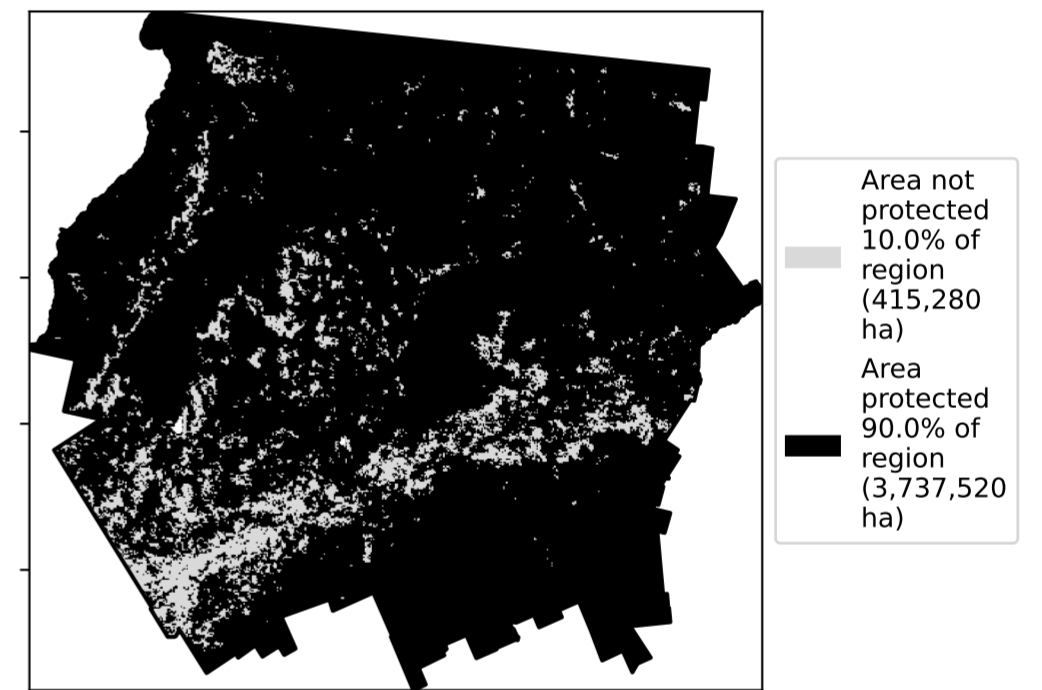 Area not
protected
10.0% of
region
(415,280
ha)
Area
protected
90.0% of
region
(3,737,520
ha)